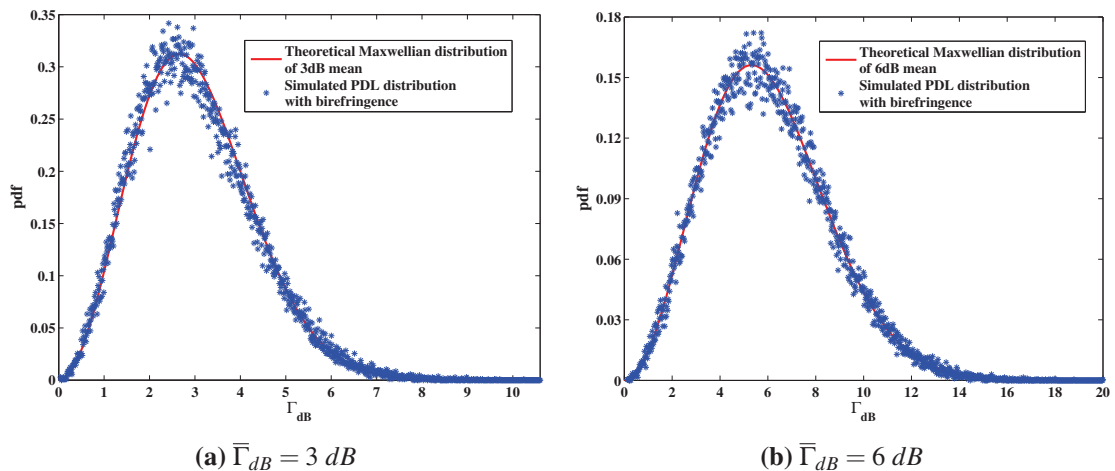 0.35
0.3
0.25
0.2
0.15
0.1
0.05
0
pdf
0 1 2 3 4 5 6 7 8 9 10
Γ_dB
Theoretical Maxwellian distribution
of 3dB mean
Simulated PDL distribution
with birefringence
(a) Γ̅_dB = 3 dB
0.18
0.15
0.12
0.09
0.06
0.03
0
pdf
0 2 4 6 8 10 12 14 16 18 20
Γ_dB
Theoretical Maxwellian distribution
of 6dB mean
Simulated PDL distribution
with birefringence
(b) Γ̅_dB = 6 dB